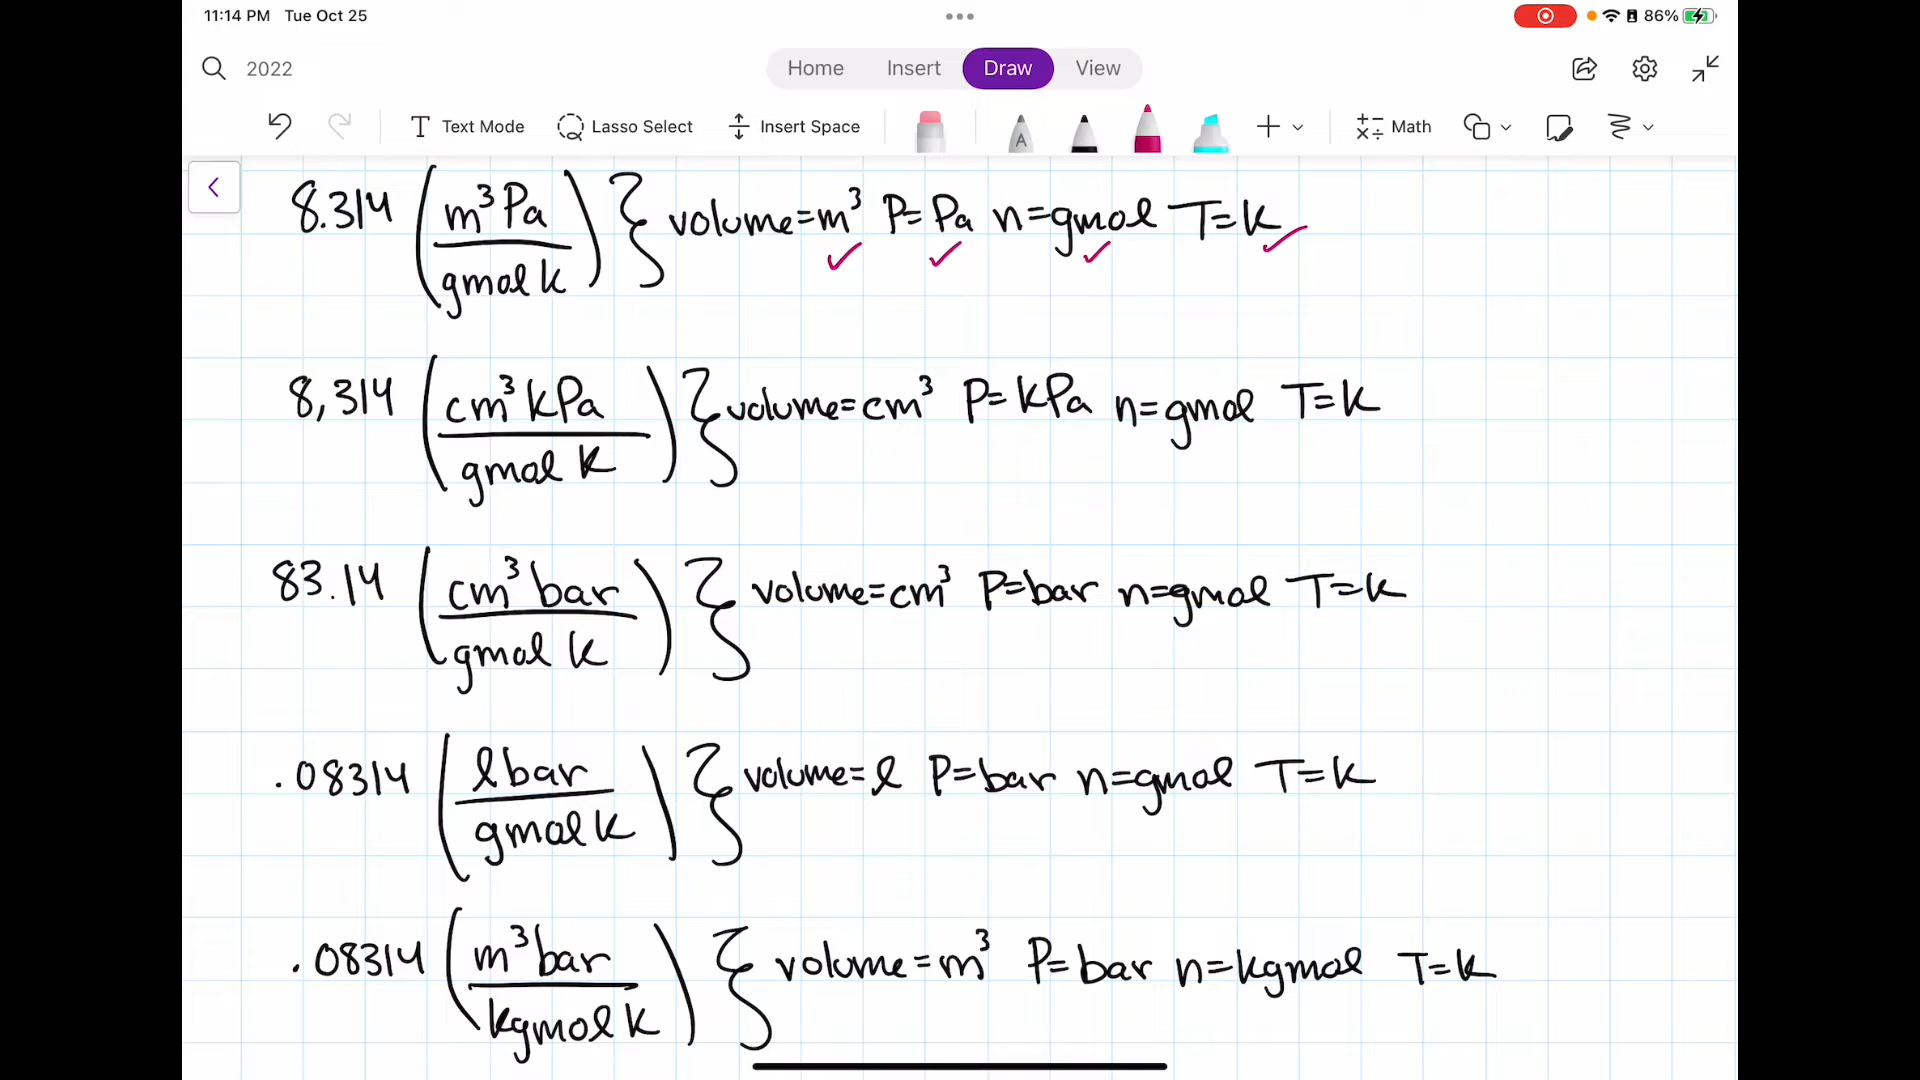 11:14 PM Tue Oct 25 86%
2022 Home Insert Draw View
Text Mode Lasso Select Insert Space A Math
8.314 (m³Pa / gmol k) } volume=m³ P=Pa n=gmol T=k
8,314 (cm³ kPa / gmol k) } volume=cm³ P=kPa n=gmol T=k
83.14 (cm³ bar / gmol k) } volume=cm³ P=bar n=gmol T=k
.08314 (l bar / gmol k) } volume=l P=bar n=gmol T=k
.08314 (m³ bar / kgmol k) } volume=m³ P=bar n=kgmol T=k